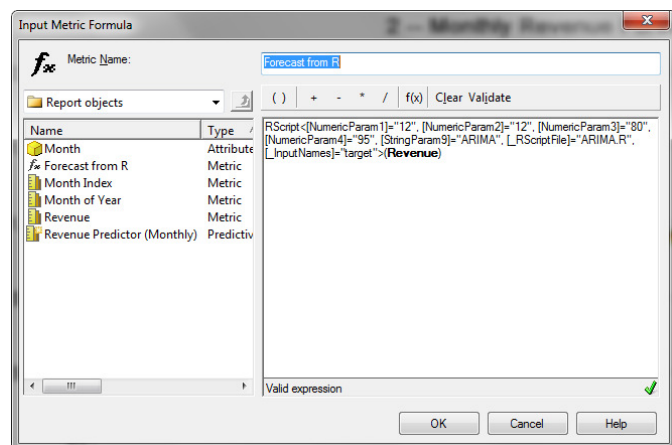 Input Metric Formula
2 -- Monthly Revenue
fx Metric Name:
Forecast from R
Report objects
( ) + - * / f(x) Clear Validate
Name Type
Month Attribute
fx Forecast from R Metric
Month Index Metric
Month of Year Metric
Revenue Metric
Revenue Predictor (Monthly) Predictiv
RScript<[NumericParam1]="12", [NumericParam2]="12", [NumericParam3]="80",
[NumericParam4]="95", [StringParam9]="ARIMA", [_RScriptFile]="ARIMA.R",
[_InputNames]="target">(Revenue)
Valid expression
OK Cancel Help